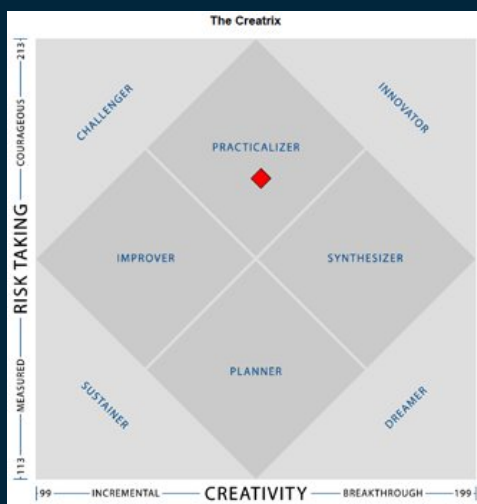 The Creatrix
CHALLENGER
INNOVATOR
PRACTICALIZER
IMPROVER
SYNTHESIZER
PLANNER
SUSTAINER
DREAMER
213
COURAGEOUS
RISK TAKING
MEASURED
113
99 INCREMENTAL CREATIVITY BREAKTHROUGH 199